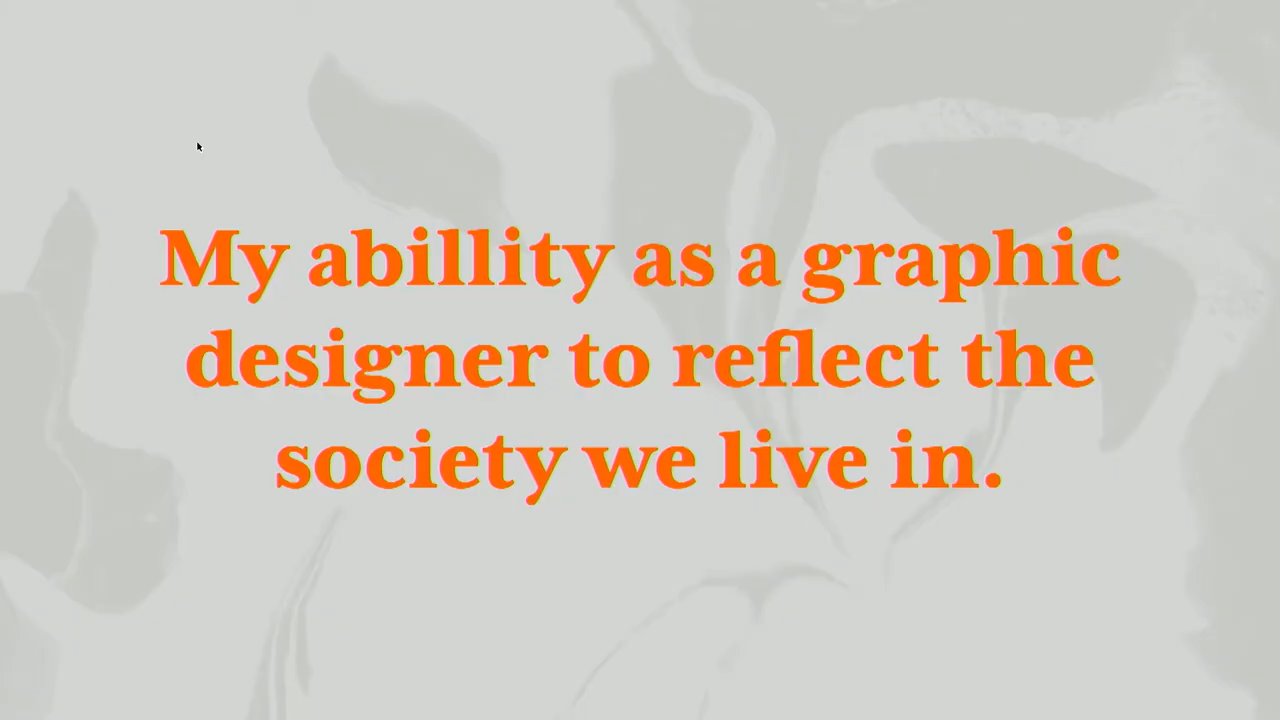 My abillity as a graphic
designer to reflect the
society we live in.